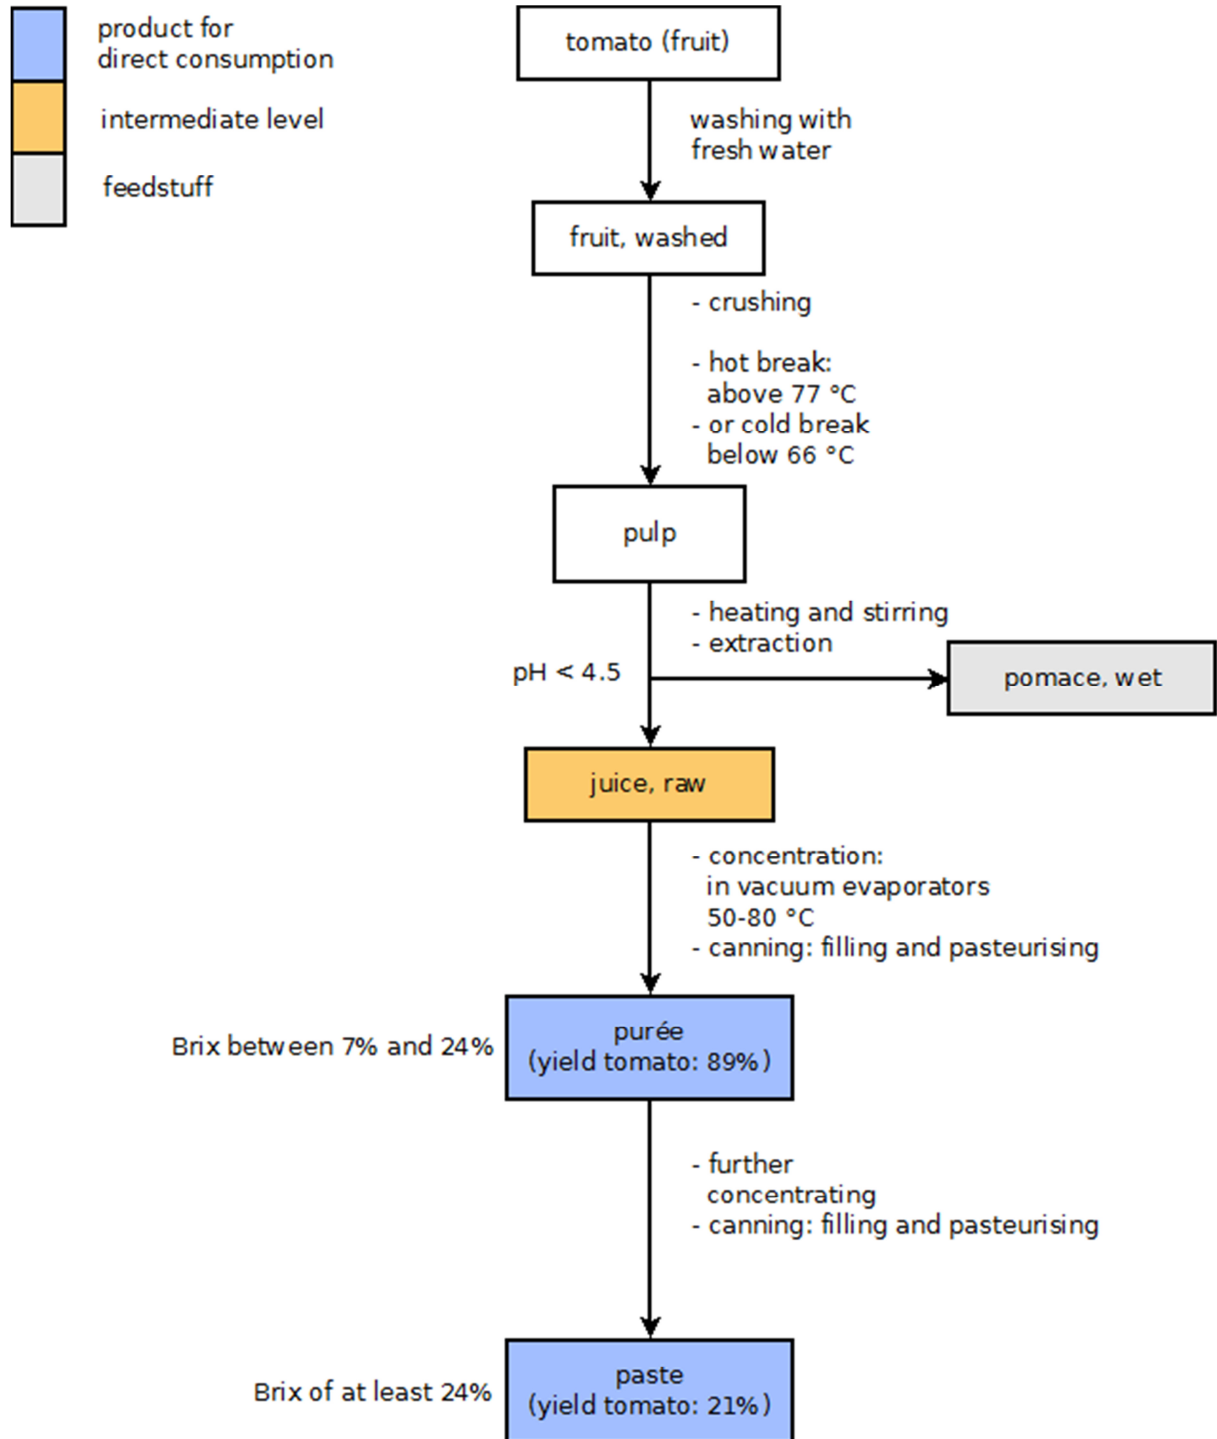 product for
direct consumption
intermediate level
feedstuff
tomato (fruit)
washing with
fresh water
fruit, washed
- crushing
- hot break:
above 77 °C
- or cold break
below 66 °C
pulp
- heating and stirring
- extraction
pH < 4.5
pomace, wet
juice, raw
- concentration:
in vacuum evaporators
50-80 °C
- canning: filling and pasteurising
Brix between 7% and 24%
purée
(yield tomato: 89%)
- further
concentrating
- canning: filling and pasteurising
Brix of at least 24%
paste
(yield tomato: 21%)